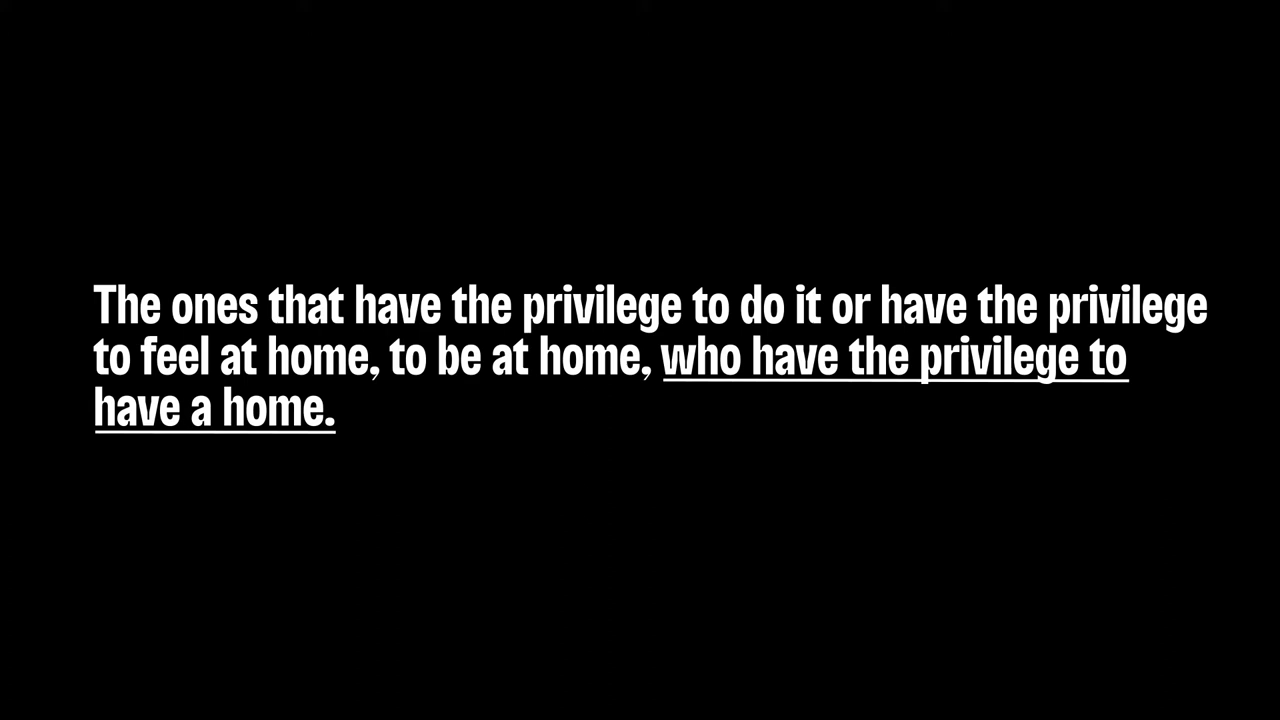 The ones that have the privilege to do it or have the privilege
to feel at home, to be at home, who have the privilege to
have a home.